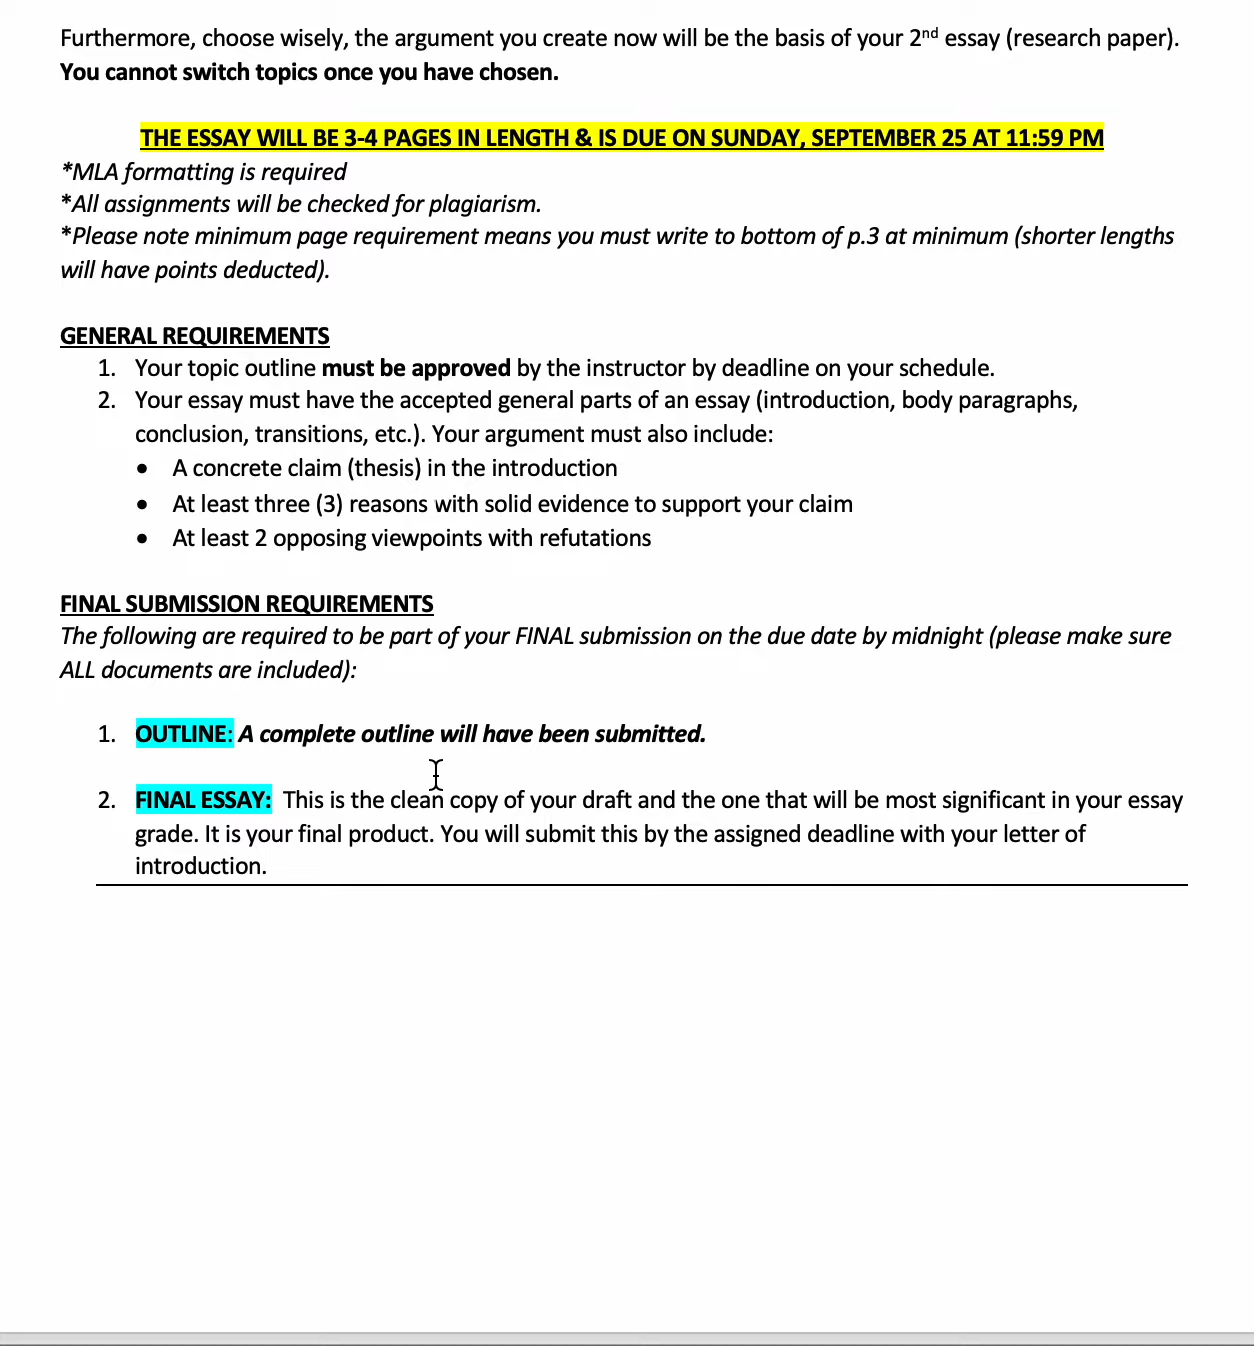 Furthermore, choose wisely, the argument you create now will be the basis of your 2nd essay (research paper).
You cannot switch topics once you have chosen.
THE ESSAY WILL BE 3-4 PAGES IN LENGTH & IS DUE ON SUNDAY, SEPTEMBER 25 AT 11:59 PM
*MLA formatting is required
*All assignments will be checked for plagiarism.
*Please note minimum page requirement means you must write to bottom of p.3 at minimum (shorter lengths
will have points deducted).
GENERAL REQUIREMENTS
1. Your topic outline must be approved by the instructor by deadline on your schedule.
2. Your essay must have the accepted general parts of an essay (introduction, body paragraphs,
conclusion, transitions, etc.). Your argument must also include:
• A concrete claim (thesis) in the introduction
• At least three (3) reasons with solid evidence to support your claim
• At least 2 opposing viewpoints with refutations
FINAL SUBMISSION REQUIREMENTS
The following are required to be part of your FINAL submission on the due date by midnight (please make sure
ALL documents are included):
1. OUTLINE: A complete outline will have been submitted.
2. FINAL ESSAY: This is the clean copy of your draft and the one that will be most significant in your essay
grade. It is your final product. You will submit this by the assigned deadline with your letter of
introduction.